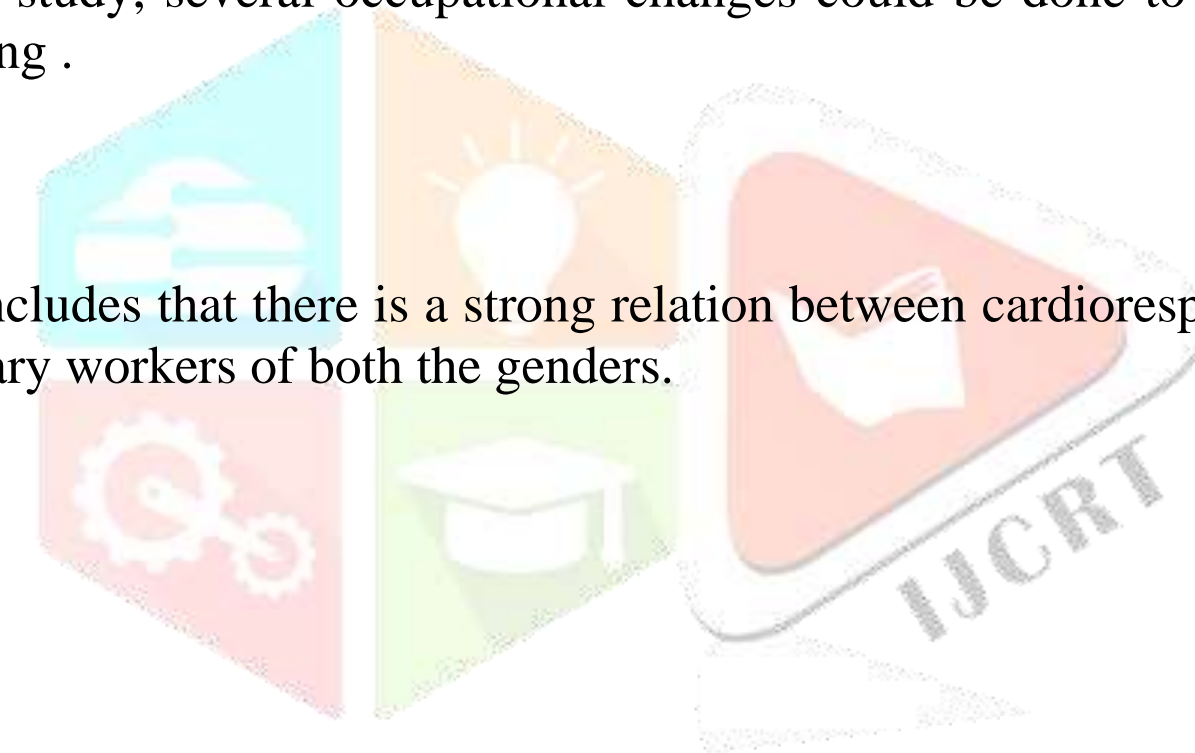 study, several occupational changes could be done to
ng .
ncludes that there is a strong relation between cardioresp
ary workers of both the genders.
IJCRT